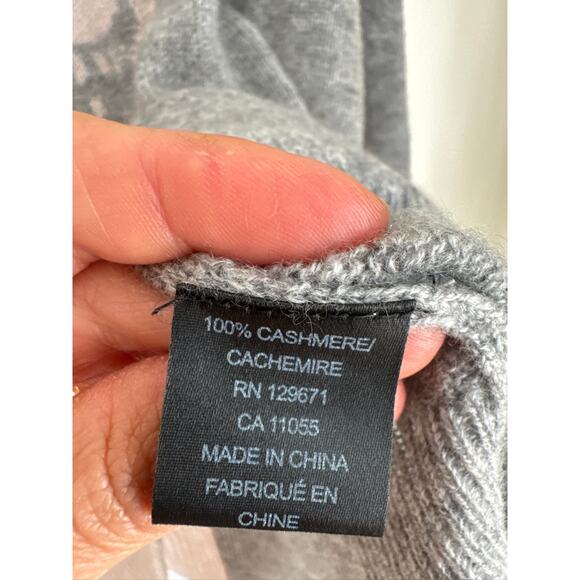 100% CASHMERE/
CACHEMIRE
RN 129671
CA 11055
MADE IN CHINA
FABRIQUÉ EN
CHINE